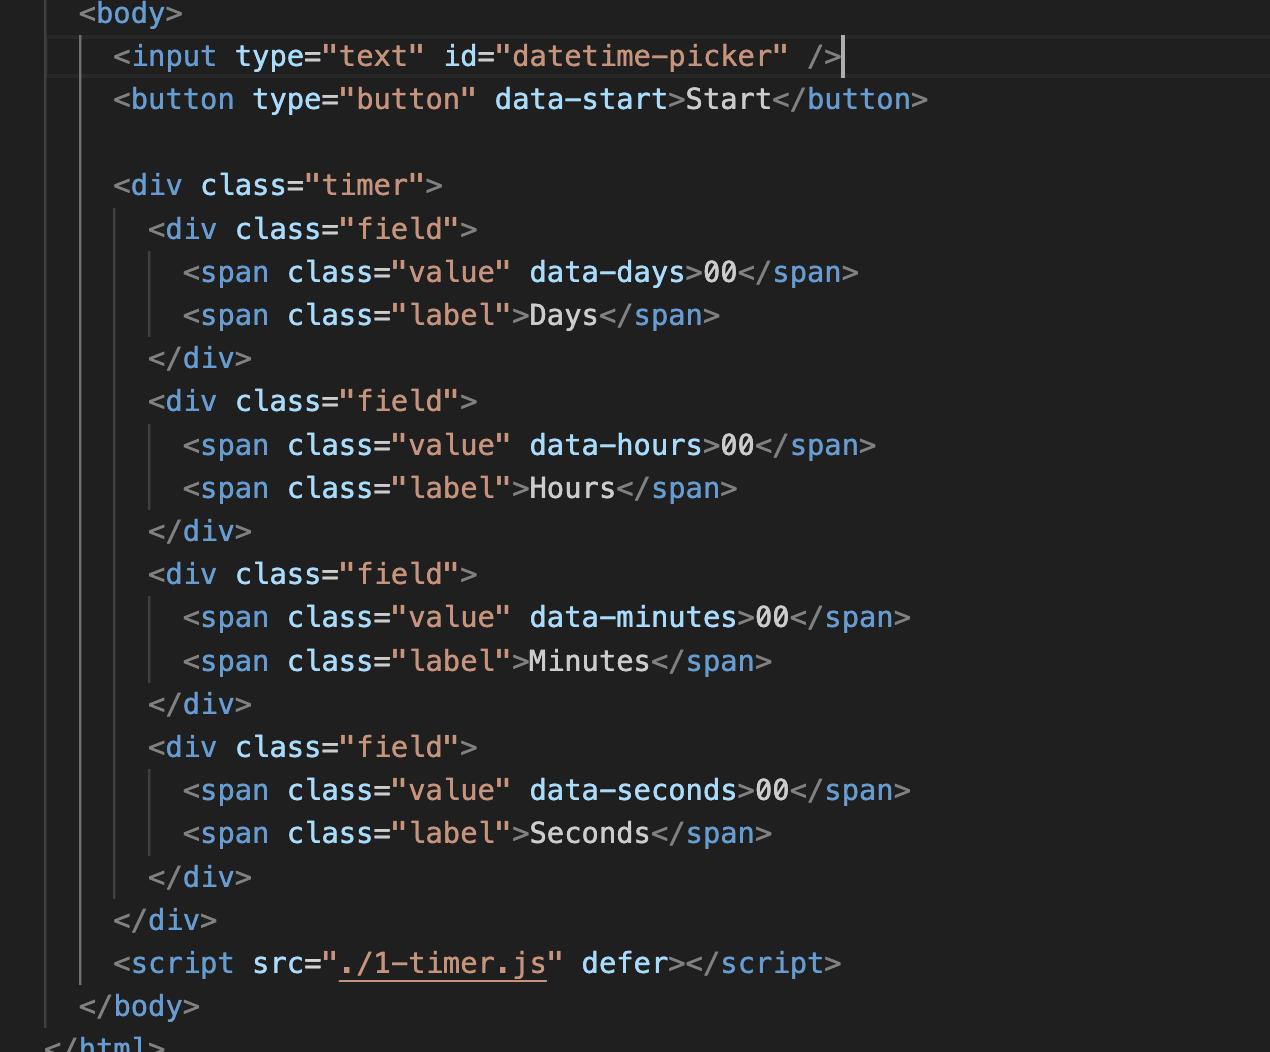 <body>
<input type="text" id="datetime-picker" />
<button type="button" data-start>Start</button>
<div class="timer">
<div class="field">
<span class="value" data-days>00</span>
<span class="label">Days</span>
</div>
<div class="field">
<span class="value" data-hours>00</span>
<span class="label">Hours</span>
</div>
<div class="field">
<span class="value" data-minutes>00</span>
<span class="label">Minutes</span>
</div>
<div class="field">
<span class="value" data-seconds>00</span>
<span class="label">Seconds</span>
</div>
</div>
<script src="./1-timer.js" defer></script>
</body>
</html>